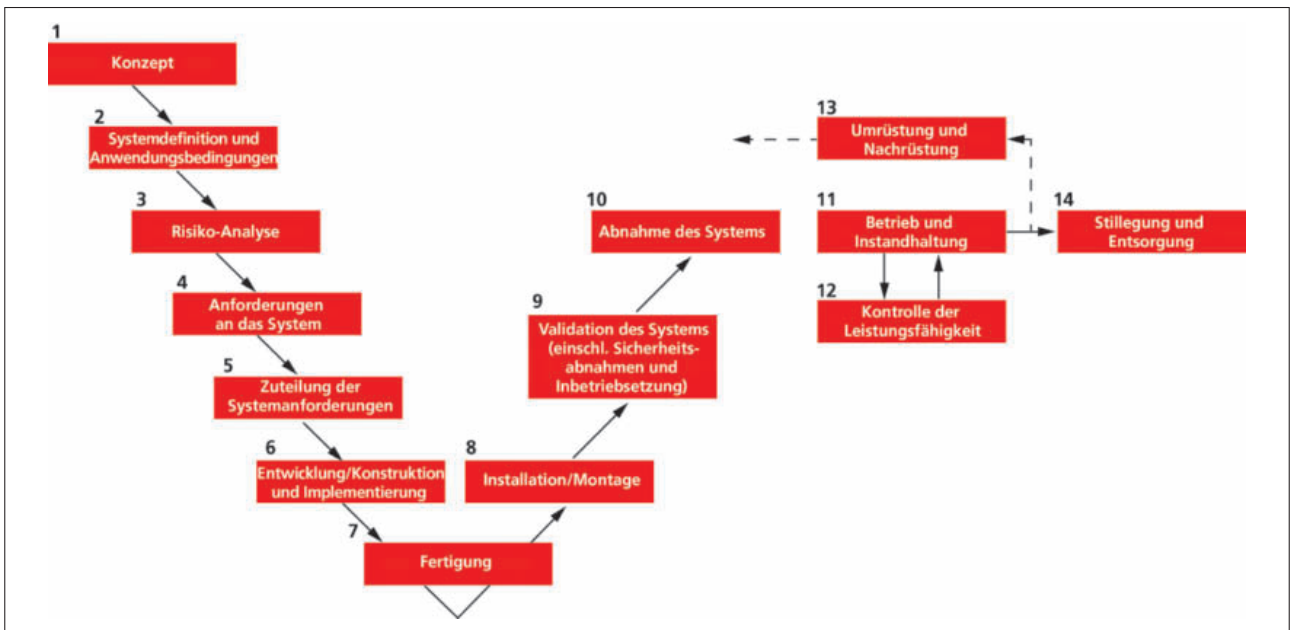 1
Konzept
2
Systemdefinition und
Anwendungsbedingungen
3
Risiko-Analyse
4
Anforderungen
an das System
5
Zuteilung der
Systemanforderungen
6
Entwicklung/Konstruktion
und Implementierung
7
Fertigung
8
Installation/Montage
9
Validation des Systems
(einschl. Sicherheits-
abnahmen und
Inbetriebsetzung)
10
Abnahme des Systems
11
Betrieb und
Instandhaltung
12
Kontrolle der
Leistungsfähigkeit
13
Umrüstung und
Nachrüstung
14
Stillegung und
Entsorgung